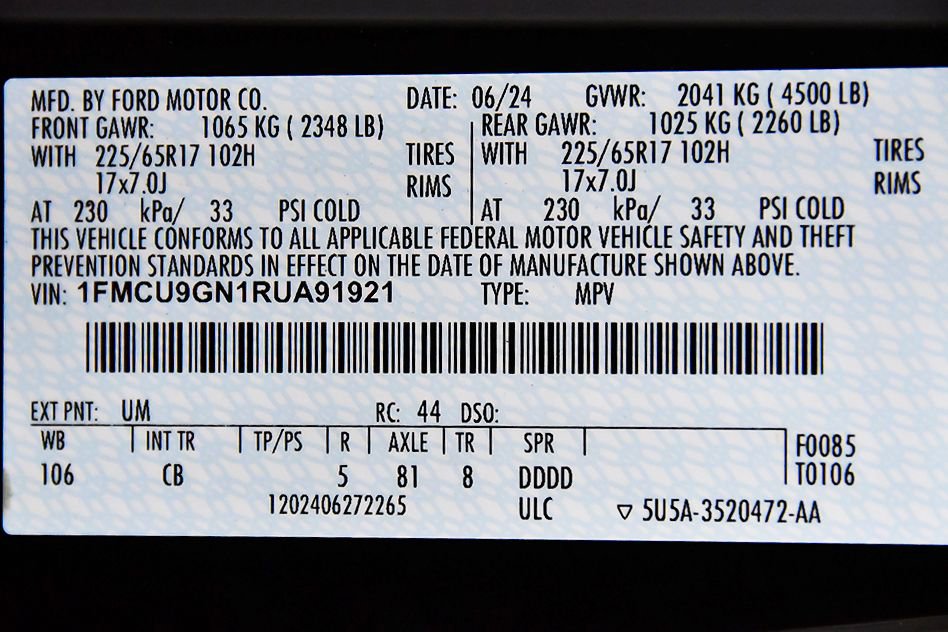 MFD. BY FORD MOTOR CO. DATE: 06/24 GVWR: 2041 KG ( 4500 LB)
FRONT GAWR: 1065 KG ( 2348 LB) REAR GAWR: 1025 KG ( 2260 LB)
WITH 225/65R17 102H TIRES WITH 225/65R17 102H TIRES
17x7.0J RIMS 17x7.0J RIMS
AT 230 kPa/ 33 PSI COLD AT 230 kPa/ 33 PSI COLD
THIS VEHICLE CONFORMS TO ALL APPLICABLE FEDERAL MOTOR VEHICLE SAFETY AND THEFT
PREVENTION STANDARDS IN EFFECT ON THE DATE OF MANUFACTURE SHOWN ABOVE.
VIN: 1FMCU9GN1RUA91921 TYPE: MPV
EXT PNT: UM RC: 44 DSO:
WB INT TR TP/PS R AXLE TR SPR F0085
106 CB 5 81 8 DDDD T0106
1202406272265 ULC ▽ 5U5A-3520472-AA